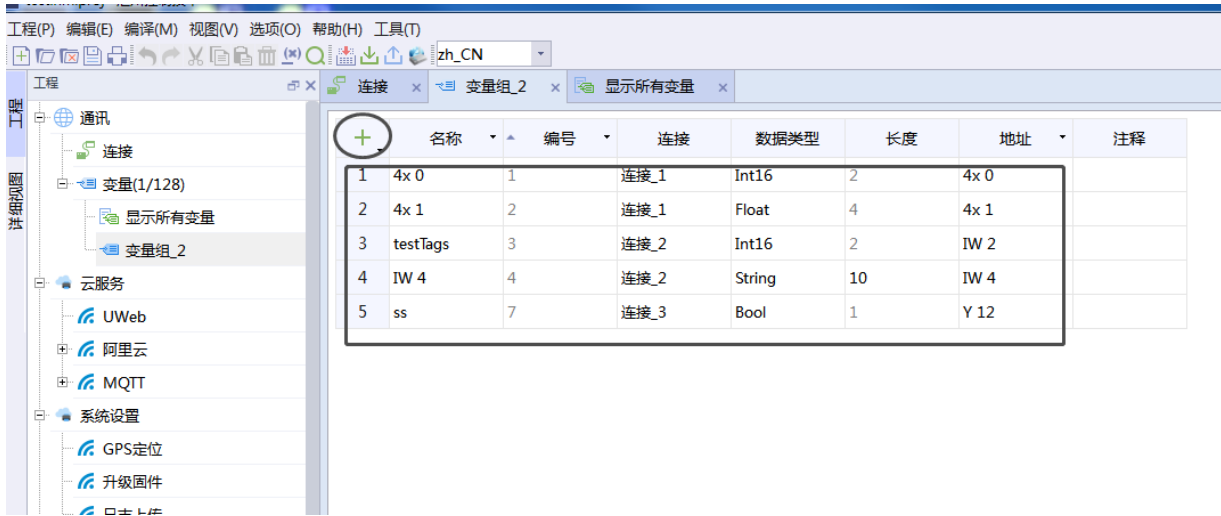 工程(P) 编辑(E) 编译(M) 视图(V) 选项(O) 帮助(H) 工具(T)
zh_CN
工程
连接 变量组_2 显示所有变量
工程
详细视图
通讯
连接
变量(1/128)
显示所有变量
变量组_2
云服务
UWeb
阿里云
MQTT
系统设置
GPS定位
升级固件
日志上传
名称 编号 连接 数据类型 长度 地址 注释
1 4x 0 1 连接_1 Int16 2 4x 0
2 4x 1 2 连接_1 Float 4 4x 1
3 testTags 3 连接_2 Int16 2 IW 2
4 IW 4 4 连接_2 String 10 IW 4
5 ss 7 连接_3 Bool 1 Y 12